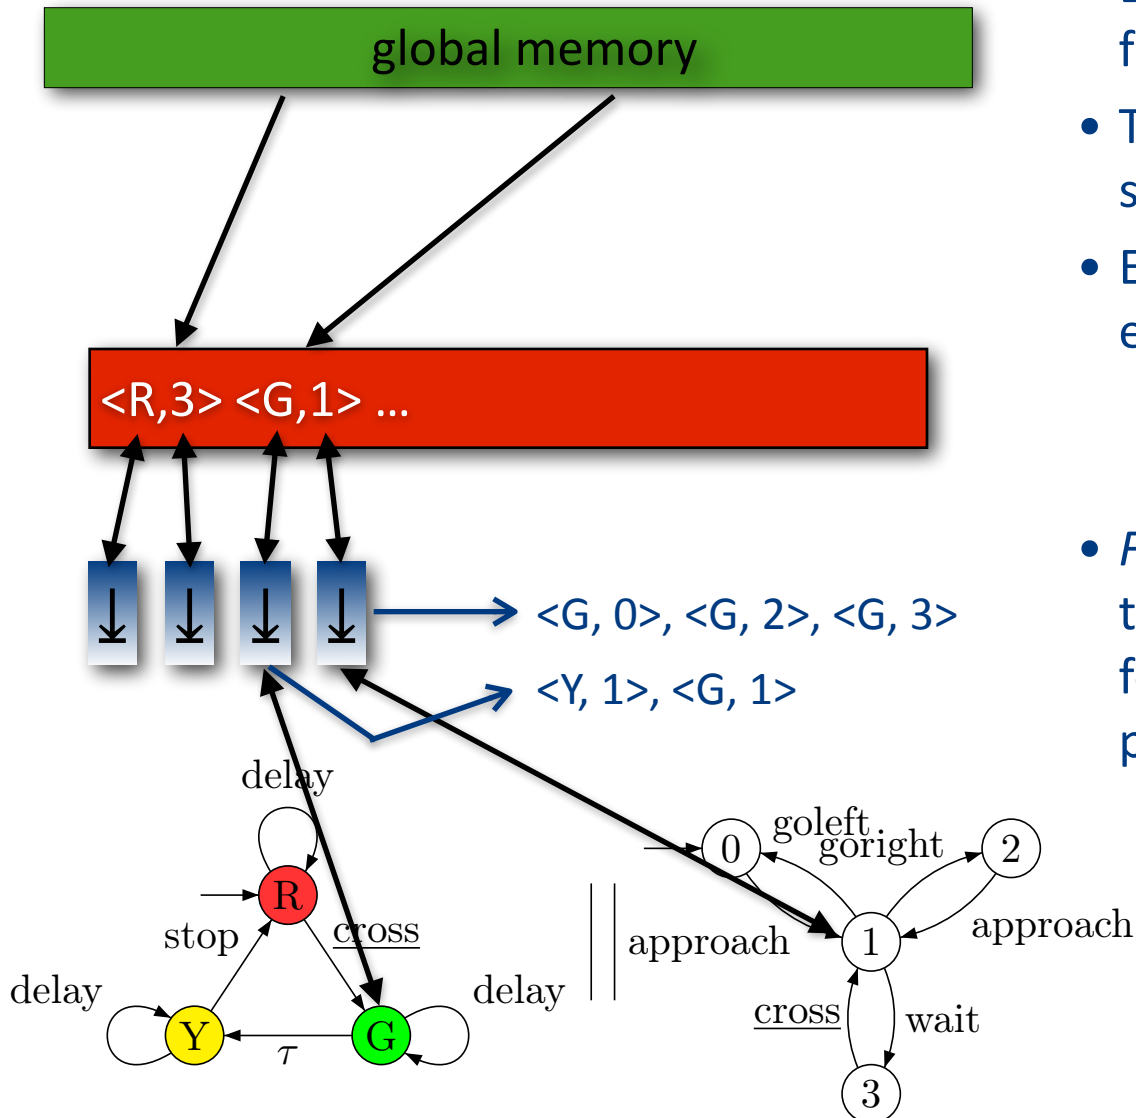 global memory
f
• T
s
• E
e
<R,3> <G,1> ...
• F
t
f
p
<G, 0>, <G, 2>, <G, 3>
<Y, 1>, <G, 1>
delay
goleft
goright
0
2
R
stop
cross
approach
1
approach
delay
delay
Y
τ
G
cross
wait
3